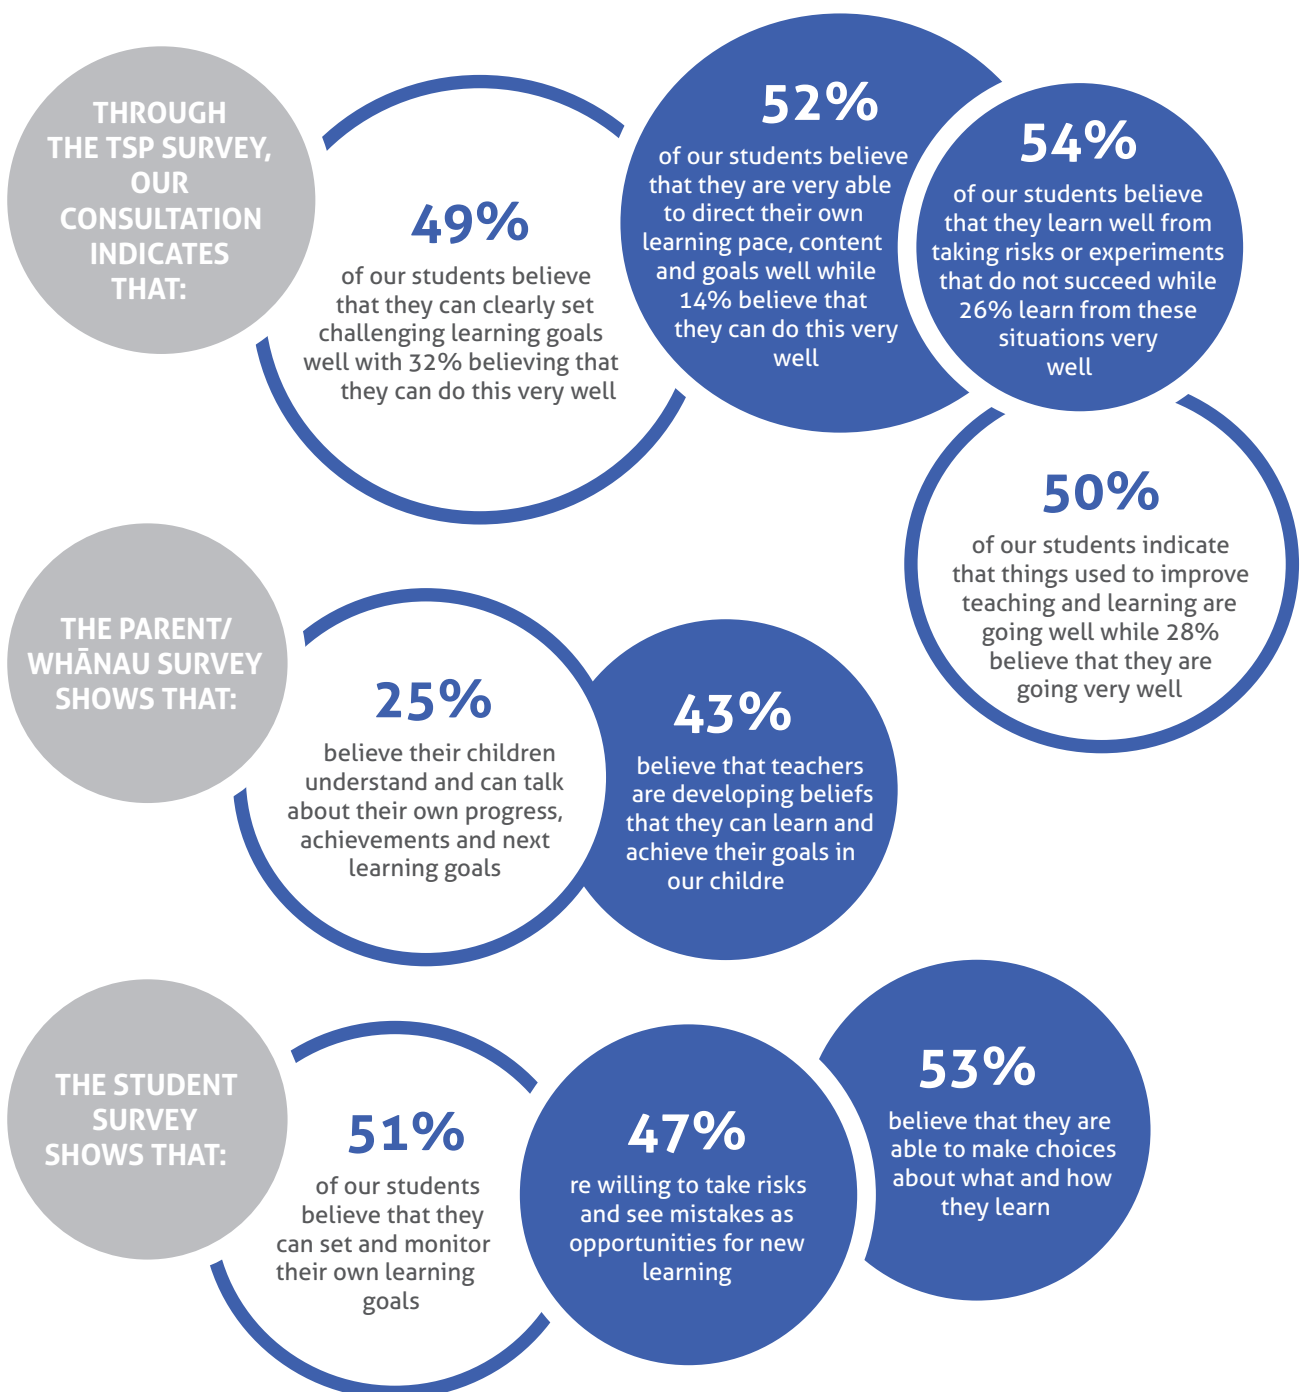 THROUGH
THE TSP SURVEY,
OUR
CONSULTATION
INDICATES
THAT:
49%
of our students believe
that they can clearly set
challenging learning goals
well with 32% believing that
they can do this very well
52%
of our students believe
that they are very able
to direct their own
learning pace, content
and goals well while
14% believe that
they can do this very
well
54%
of our students believe
that they learn well from
taking risks or experiments
that do not succeed while
26% learn from these
situations very
well
50%
of our students indicate
that things used to improve
teaching and learning are
going well while 28%
believe that they are
going very well
THE PARENT/
WHĀNAU SURVEY
SHOWS THAT:
25%
believe their children
understand and can talk
about their own progress,
achievements and next
learning goals
43%
believe that teachers
are developing beliefs
that they can learn and
achieve their goals in
our childre
THE STUDENT
SURVEY
SHOWS THAT:
51%
of our students
believe that they
can set and monitor
their own learning
goals
47%
re willing to take risks
and see mistakes as
opportunities for new
learning
53%
believe that they are
able to make choices
about what and how
they learn